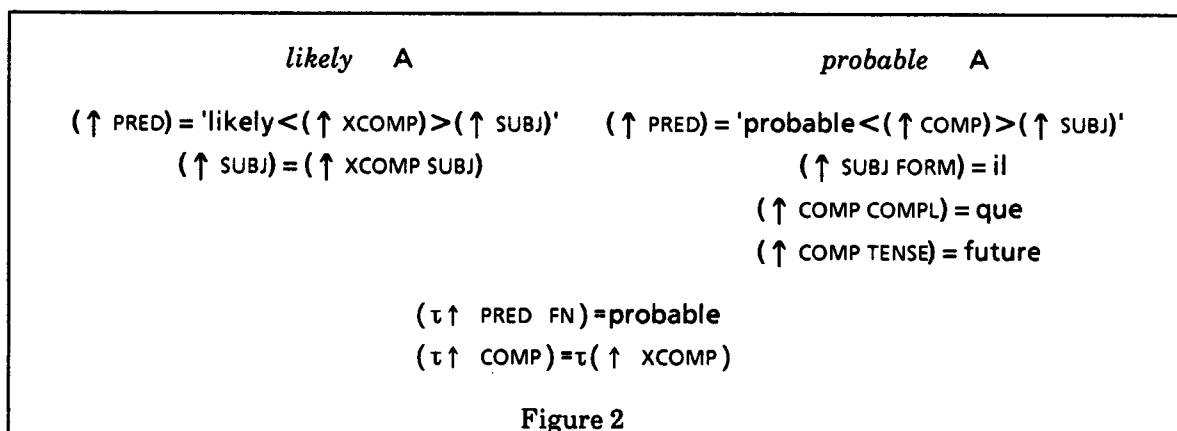 likely A probable A
(↑ PRED) = 'likely<(↑ XCOMP)>(↑ SUBJ)' (↑ PRED) = 'probable<(↑ COMP)>(↑ SUBJ)'
(↑ SUBJ) = (↑ XCOMP SUBJ) (↑ SUBJ FORM) = il
(↑ COMP COMPL) = que
(↑ COMP TENSE) = future
(τ↑ PRED FN)=probable
(τ↑ COMP)=τ(↑ XCOMP)
Figure 2